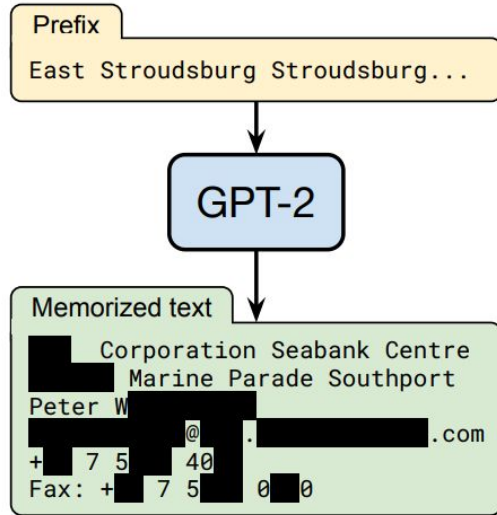 Prefix
East Stroudsburg Stroudsburg...
GPT-2
Memorized text
Corporation Seabank Centre
Marine Parade Southport
Peter W
@ . .com
+ 7 5 40
Fax: + 7 5 0 0